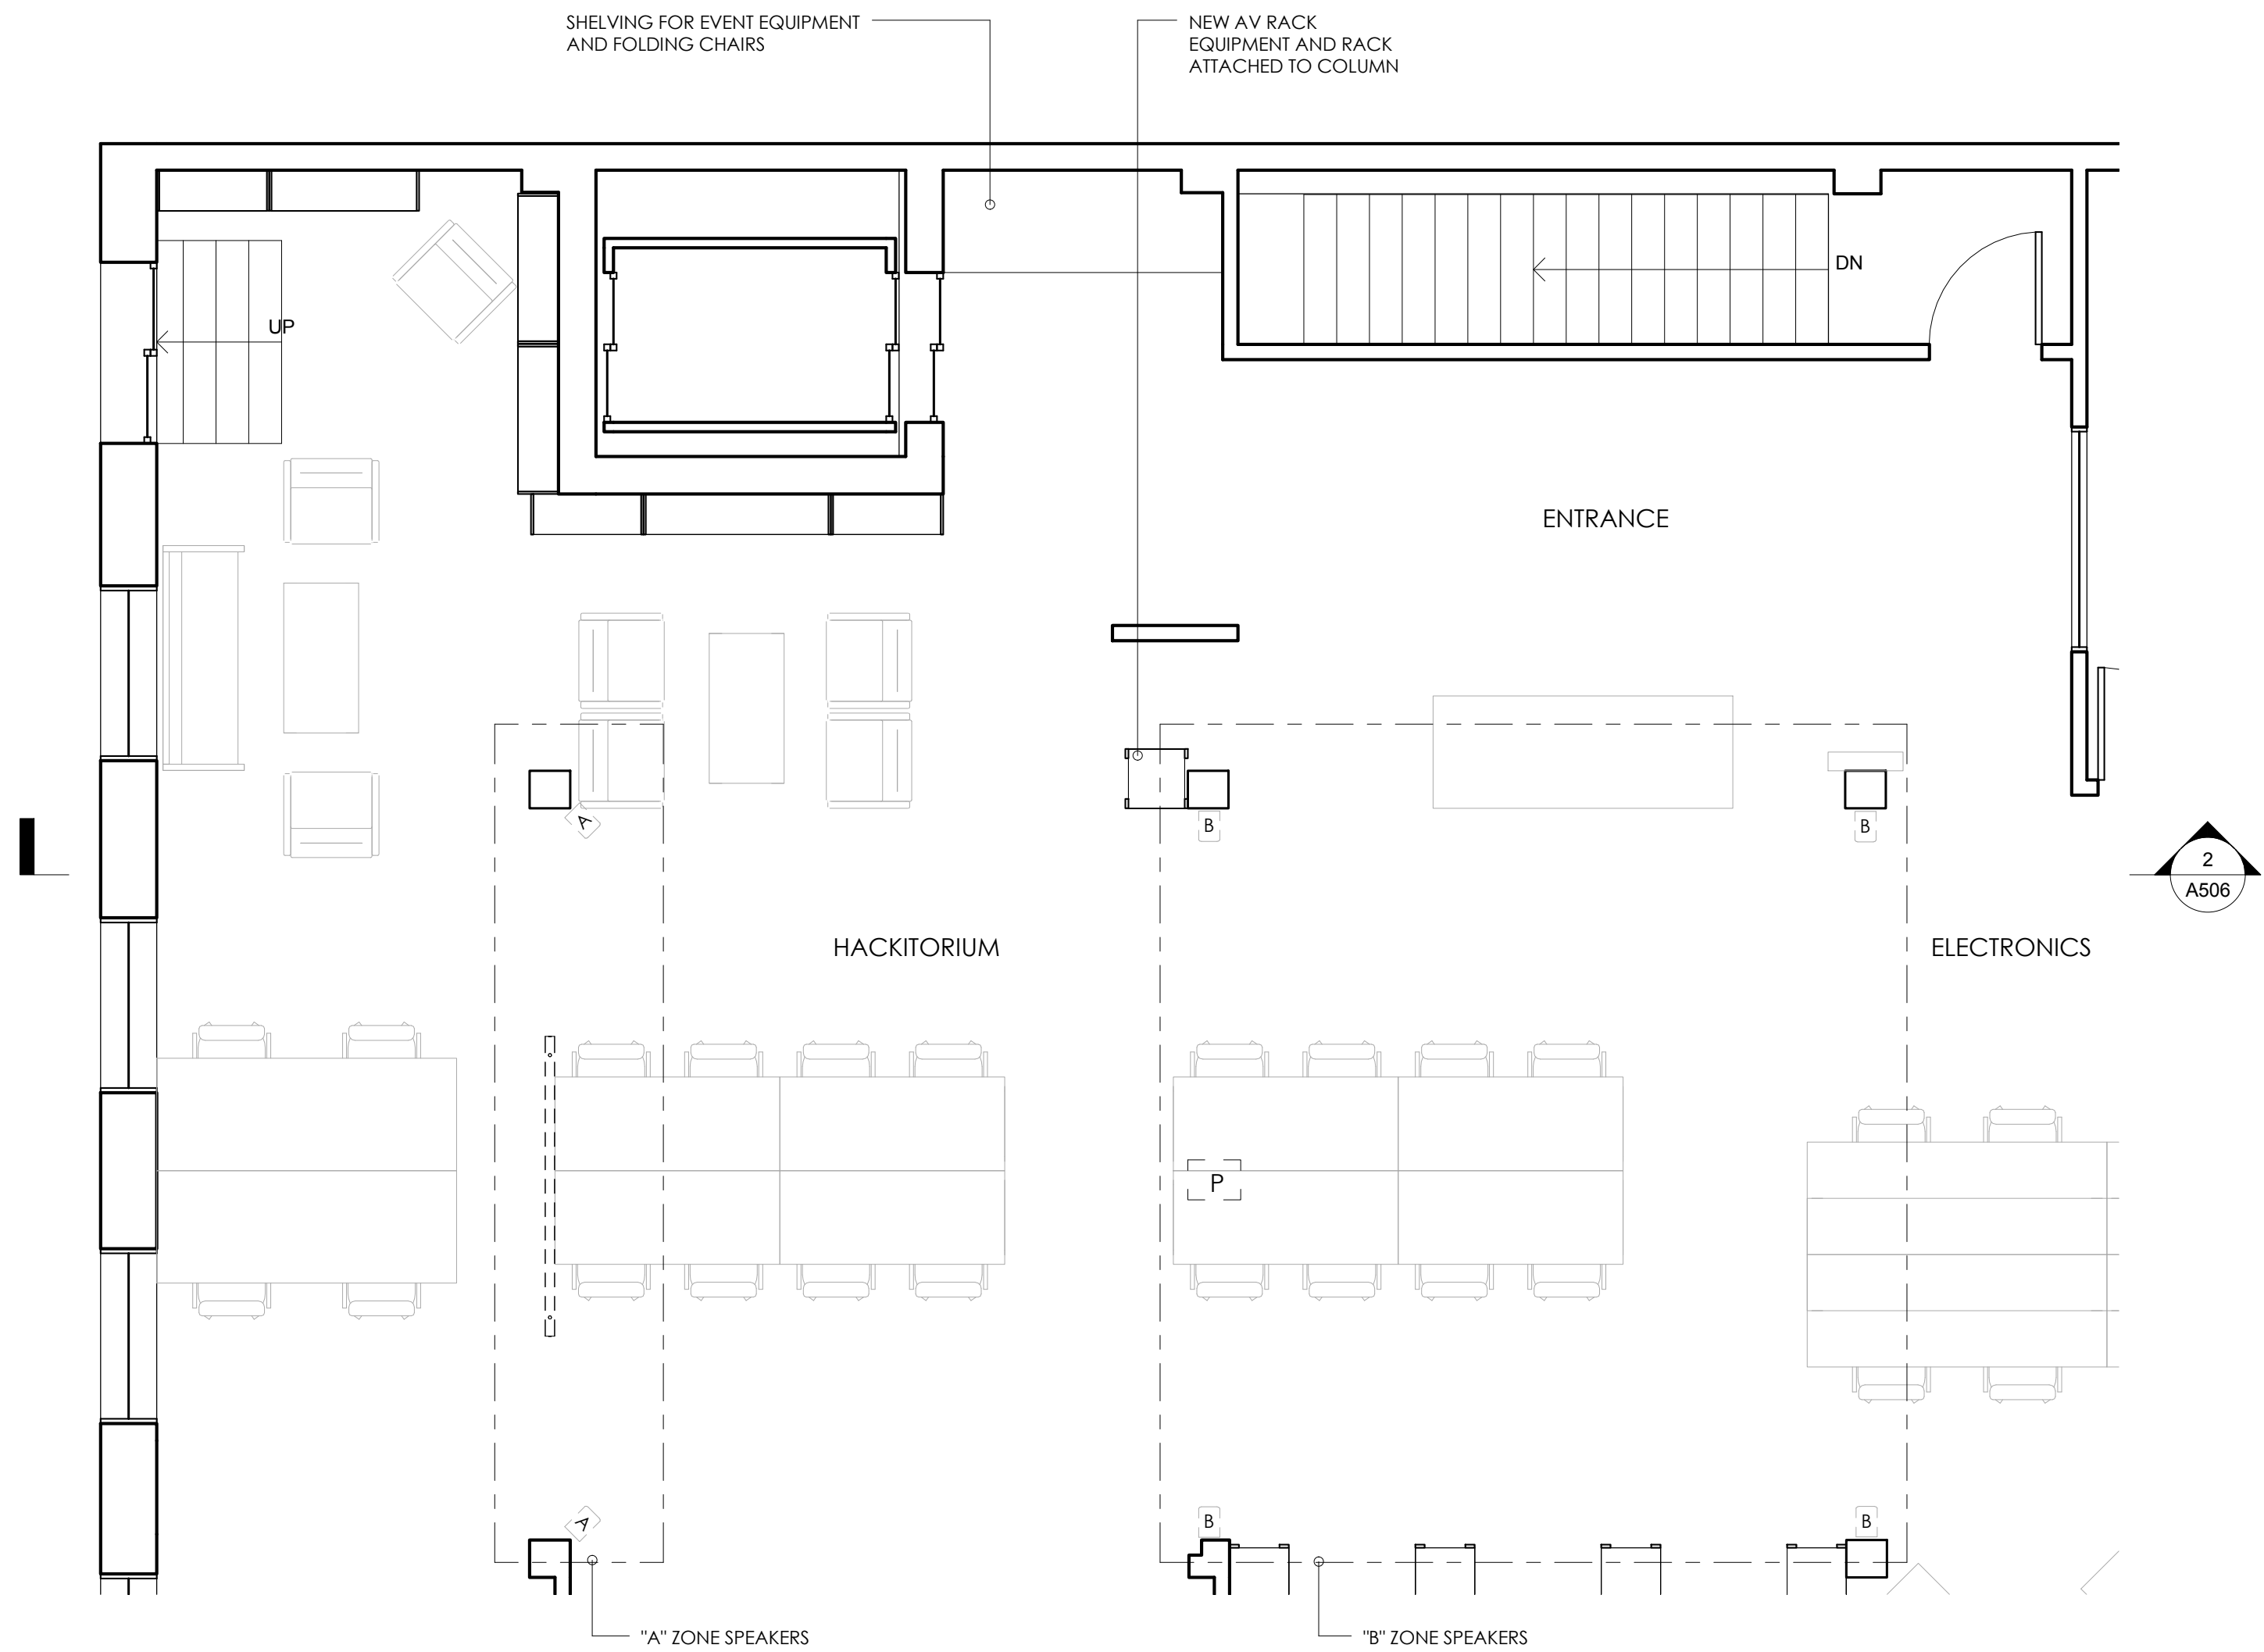 SHELVING FOR EVENT EQUIPMENT
AND FOLDING CHAIRS
NEW AV RACK
EQUIPMENT AND RACK
ATTACHED TO COLUMN
DN
UP
ENTRANCE
A
B
B
2
A506
HACKITORIUM
ELECTRONICS
P
A
B
B
"A" ZONE SPEAKERS
"B" ZONE SPEAKERS